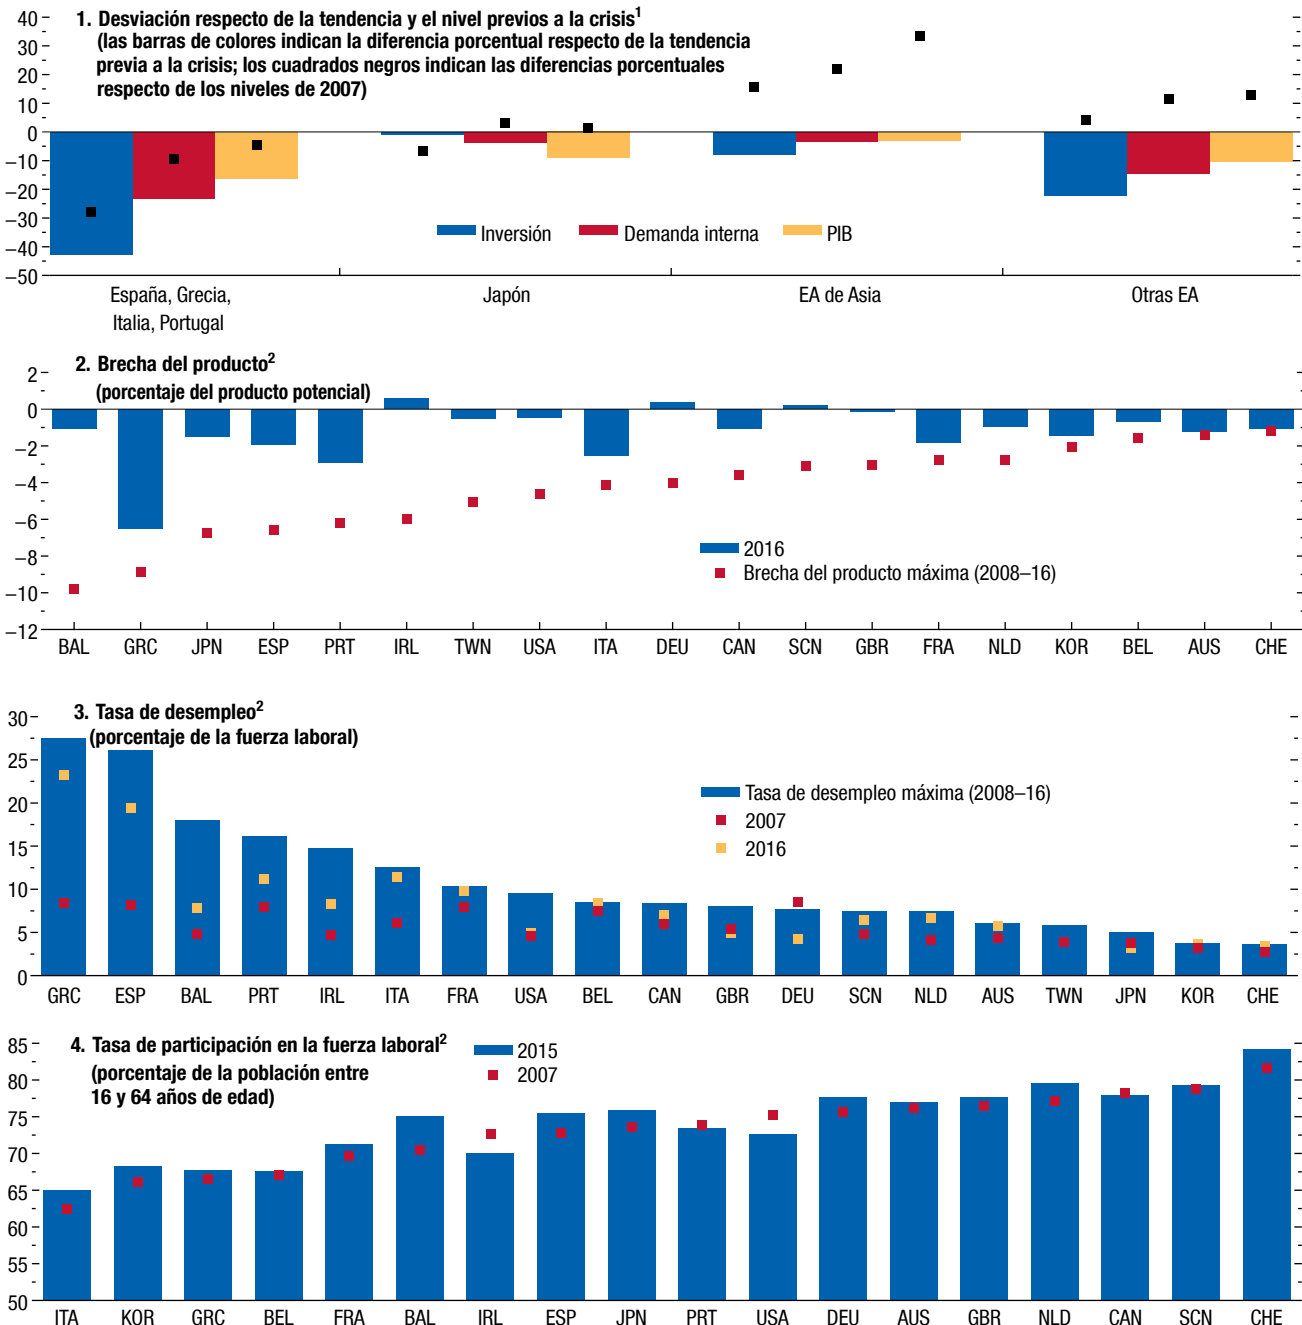 1. Desviación respecto de la tendencia y el nivel previos a la crisis¹
(las barras de colores indican la diferencia porcentual respecto de la tendencia
previa a la crisis; los cuadrados negros indican las diferencias porcentuales
respecto de los niveles de 2007)
40
30
20
10
0
–10
–20
–30
–40
–50
Inversión
Demanda interna
PIB
España, Grecia,
Italia, Portugal
Japón
EA de Asia
Otras EA
2. Brecha del producto²
(porcentaje del producto potencial)
2
0
–2
–4
–6
–8
–10
–12
2016
Brecha del producto máxima (2008–16)
BAL GRC JPN ESP PRT IRL TWN USA ITA DEU CAN SCN GBR FRA NLD KOR BEL AUS CHE
3. Tasa de desempleo²
(porcentaje de la fuerza laboral)
30
25
20
15
10
5
0
Tasa de desempleo máxima (2008–16)
2007
2016
GRC ESP BAL PRT IRL ITA FRA USA BEL CAN GBR DEU SCN NLD AUS TWN JPN KOR CHE
4. Tasa de participación en la fuerza laboral²
(porcentaje de la población entre
16 y 64 años de edad)
2015
2007
85
80
75
70
65
60
55
50
ITA KOR GRC BEL FRA BAL IRL ESP JPN PRT USA DEU AUS GBR NLD CAN SCN CHE